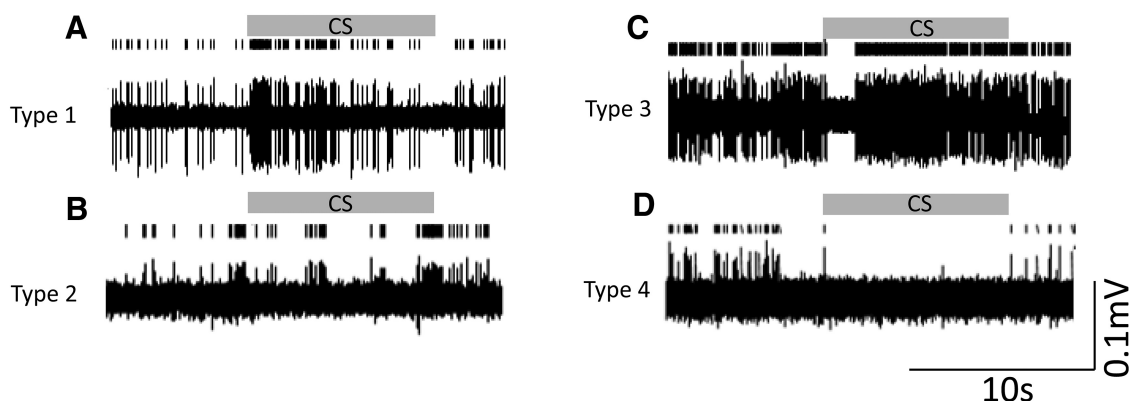 A
CS
Type 1
B
CS
Type 2
C
CS
Type 3
D
CS
Type 4
0.1mV
10s